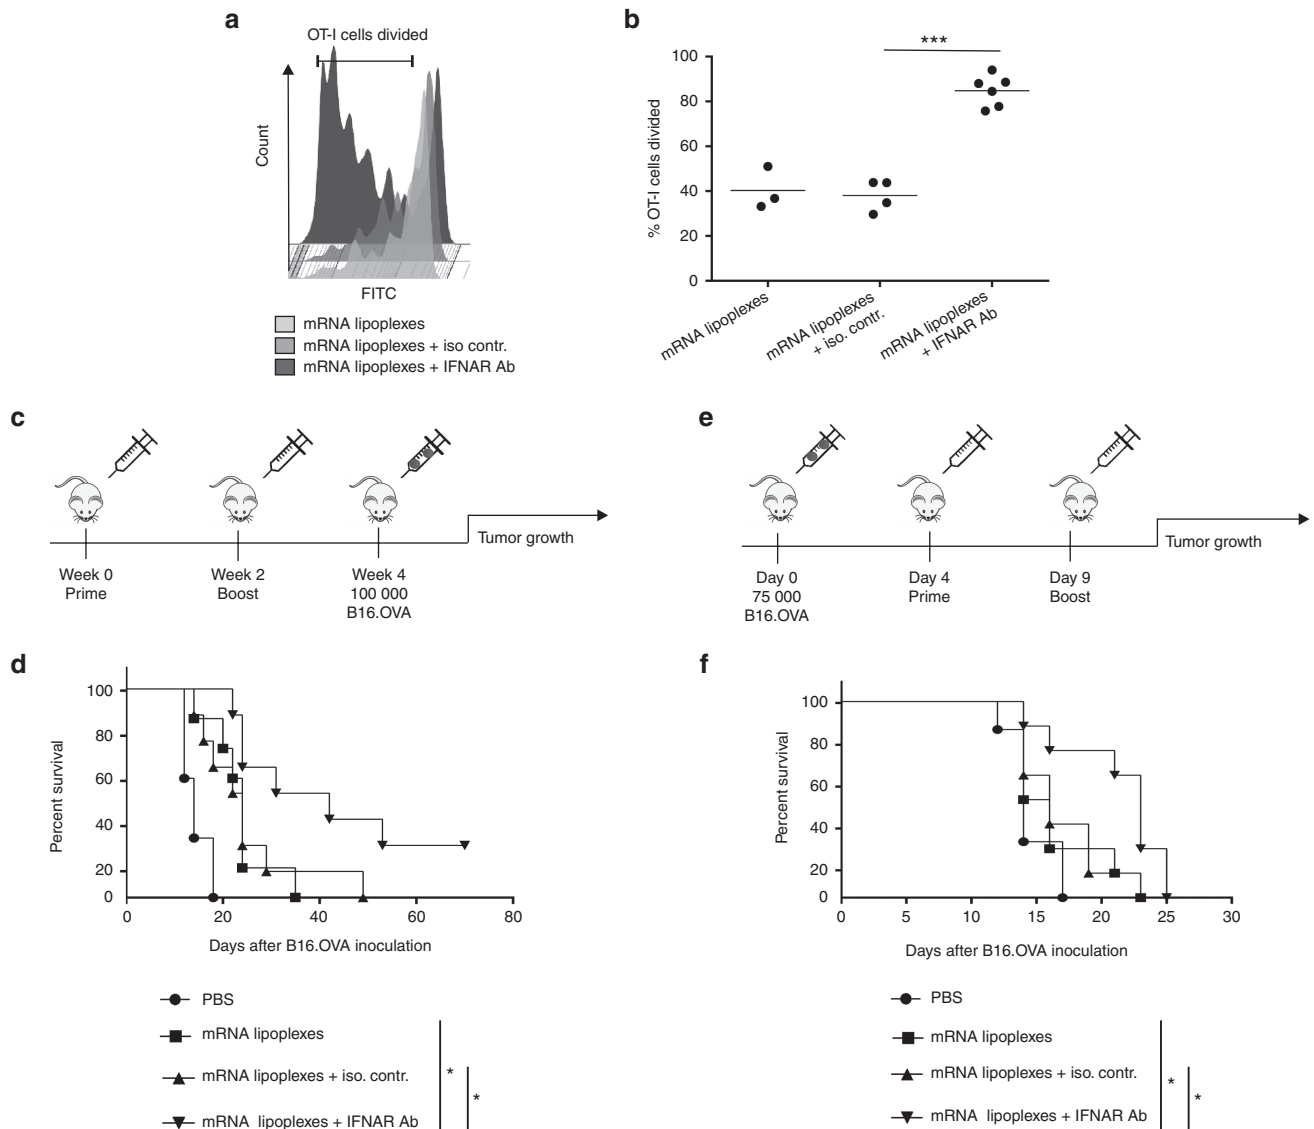 a
OT-I cells divided
Count
FITC
mRNA lipoplexes
mRNA lipoplexes + iso contr.
mRNA lipoplexes + IFNAR Ab
b
***
100
80
60
40
20
0
% OT-I cells divided
mRNA lipoplexes
mRNA lipoplexes
+ iso. contr.
mRNA lipoplexes
+ IFNAR Ab
c
Week 0
Prime
Week 2
Boost
Week 4
100 000
B16.OVA
Tumor growth
e
Day 0
75 000
B16.OVA
Day 4
Prime
Day 9
Boost
Tumor growth
d
100
80
60
40
20
0
Percent survival
0 20 40 60 80
Days after B16.OVA inoculation
PBS
mRNA lipoplexes
mRNA lipoplexes + iso. contr.
mRNA lipoplexes + IFNAR Ab
*
*
f
100
80
60
40
20
0
Percent survival
0 5 10 15 20 25 30
Days after B16.OVA inoculation
PBS
mRNA lipoplexes
mRNA lipoplexes + iso. contr.
mRNA lipoplexes + IFNAR Ab
*
*